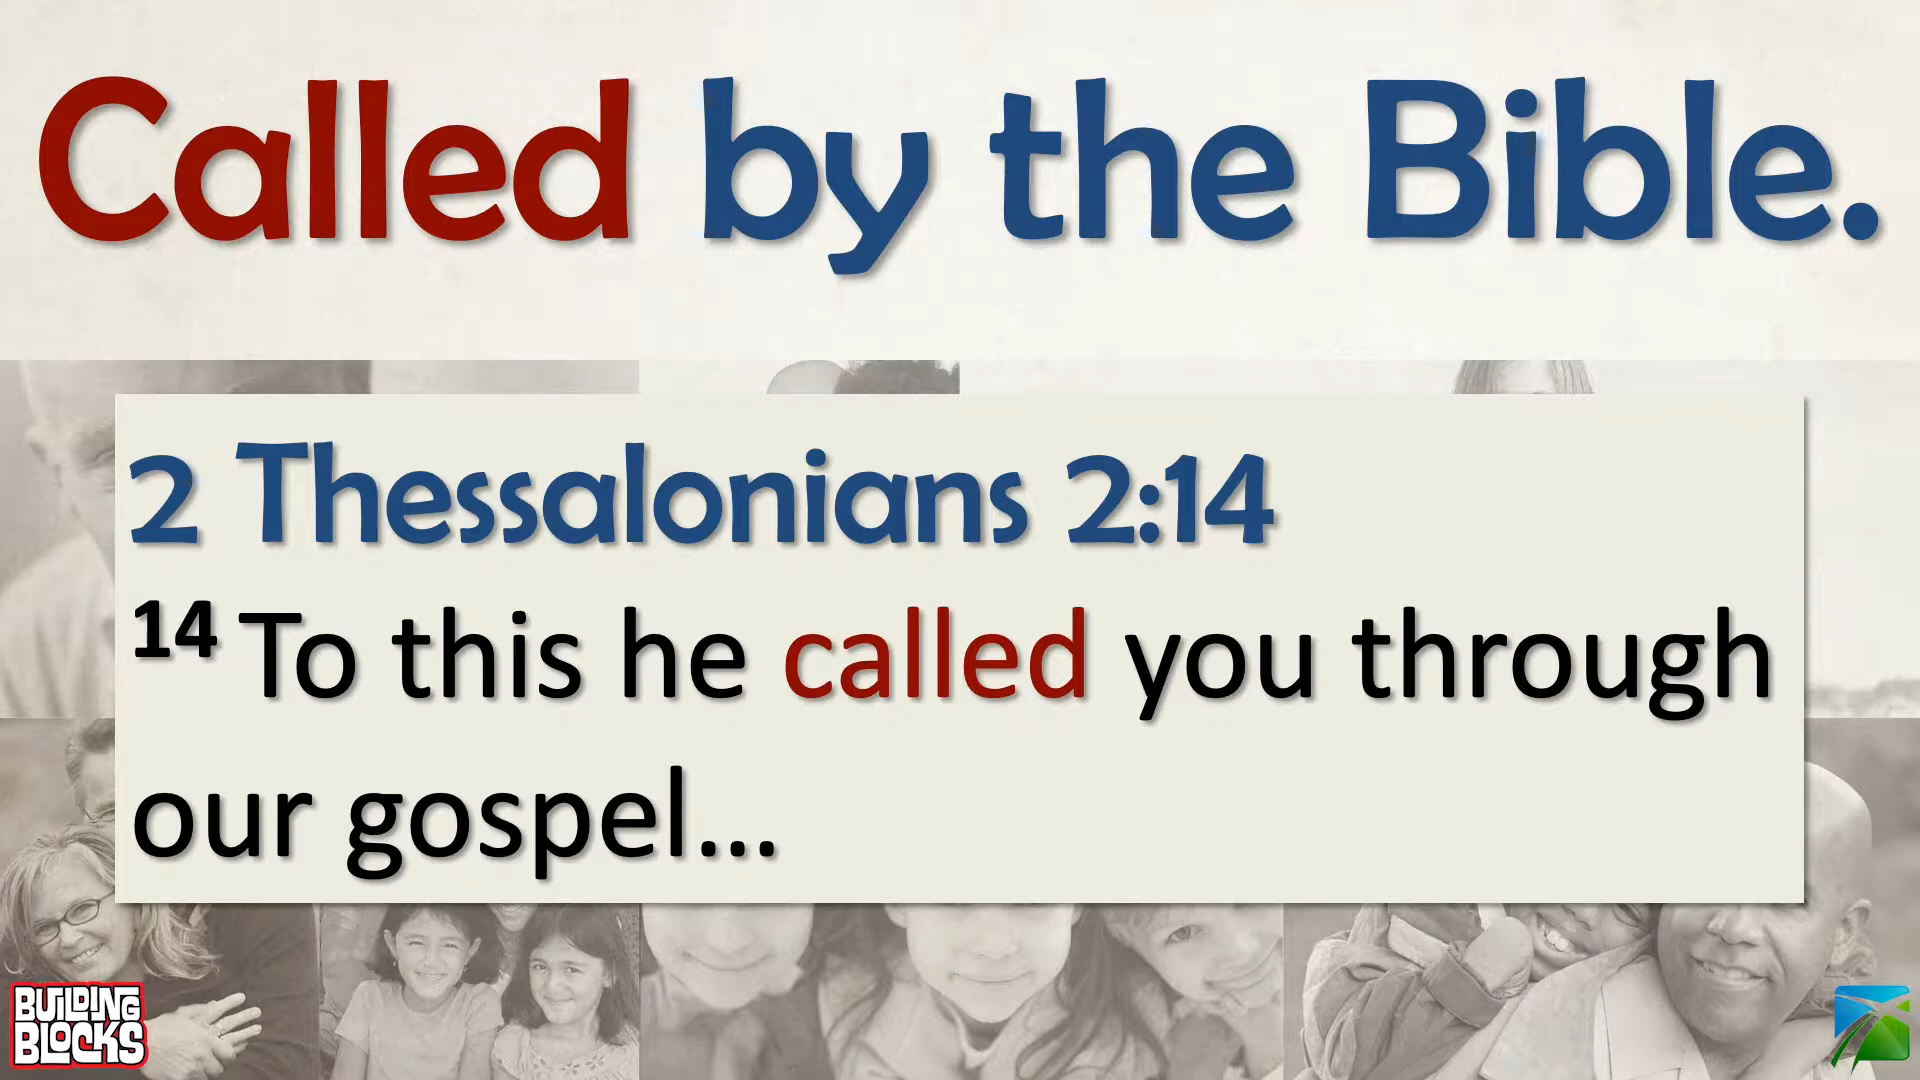 Called by the Bible.
2 Thessalonians 2:14
14 To this he called you through
our gospel...
BUILDING
BLOCKS